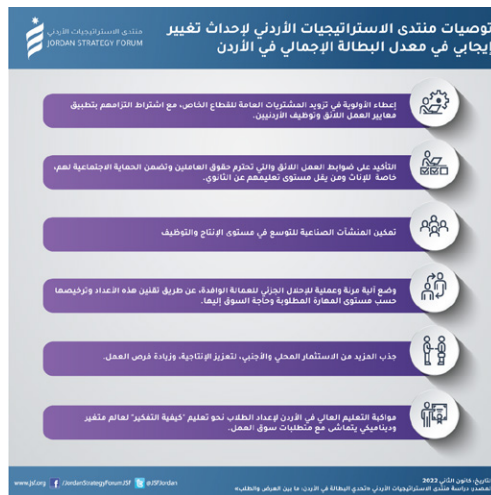 توصيات منتدى الاستراتيجيات الأردني لإحداث تغيير
إيجابي في معدل البطالة الإجمالي في الأردن
منتدى الاستراتيجيات الأردني
JORDAN STRATEGY FORUM
إعطاء الأولوية في تزويد المشتريات العامة للقطاع الخاص، مع اشتراط التزامهم بتطبيق
معايير العمل اللائق وتوظيف الأردنيين.
التأكيد على ضوابط العمل اللائق والتي تحترم حقوق العاملين وتضمن الحماية الاجتماعية لهم،
خاصة للإناث ومن يقل مستوى تعليمهم عن الثانوي.
تمكين المنشآت الصناعية للتوسع في مستوى الإنتاج والتوظيف
وضع آلية مرنة وعملية للإحلال الجزئي للعمالة الوافدة، عن طريق تقنين هذه الأعداد وترخيصها
حسب مستوى المهارة المطلوبة وحاجة السوق إليها.
جذب المزيد من الاستثمار المحلي والأجنبي، لتعزيز الإنتاجية، وزيادة فرص العمل.
مواكبة التعليم العالي في الأردن لإعداد الطلاب نحو تعليم "كيفية التفكير" لعالم متغير
وديناميكي يتماشى مع متطلبات سوق العمل.
تاريخ: كانون الثاني 2022
المصدر: دراسة منتدى الاستراتيجيات الأردني «تحدي البطالة في الأردن: ما بين العرض والطلب»
www.jsf.org /JordanStrategyForumJSF @JSFJordan